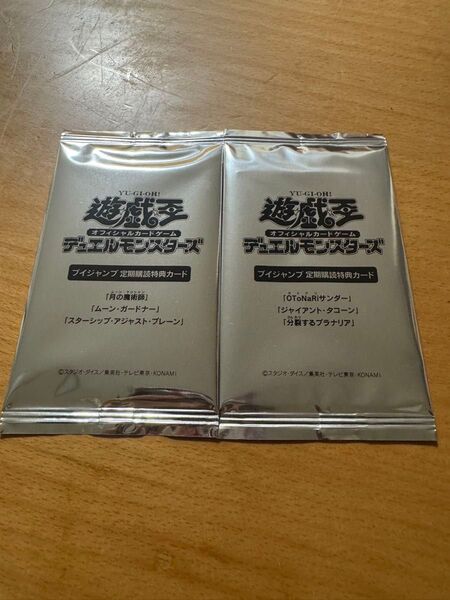 YU-GI-OH!
遊戯王
オフィシャルカードゲーム
デュエルモンスターズ
ブイジャンプ 定期購読特典カード
「月の魔術師」
「ムーン・ガードナー」
「スターシップ・アジャスト・プレーン」
©スタジオ・ダイス/集英社・テレビ東京・KONAMI
YU-GI-OH!
遊戯王
オフィシャルカードゲーム
デュエルモンスターズ
ブイジャンプ 定期購読特典カード
「OToNaRiサンダー」
「ジャイアント・タコーン」
「分裂するプラナリア」
©スタジオ・ダイス/集英社・テレビ東京・KONAMI